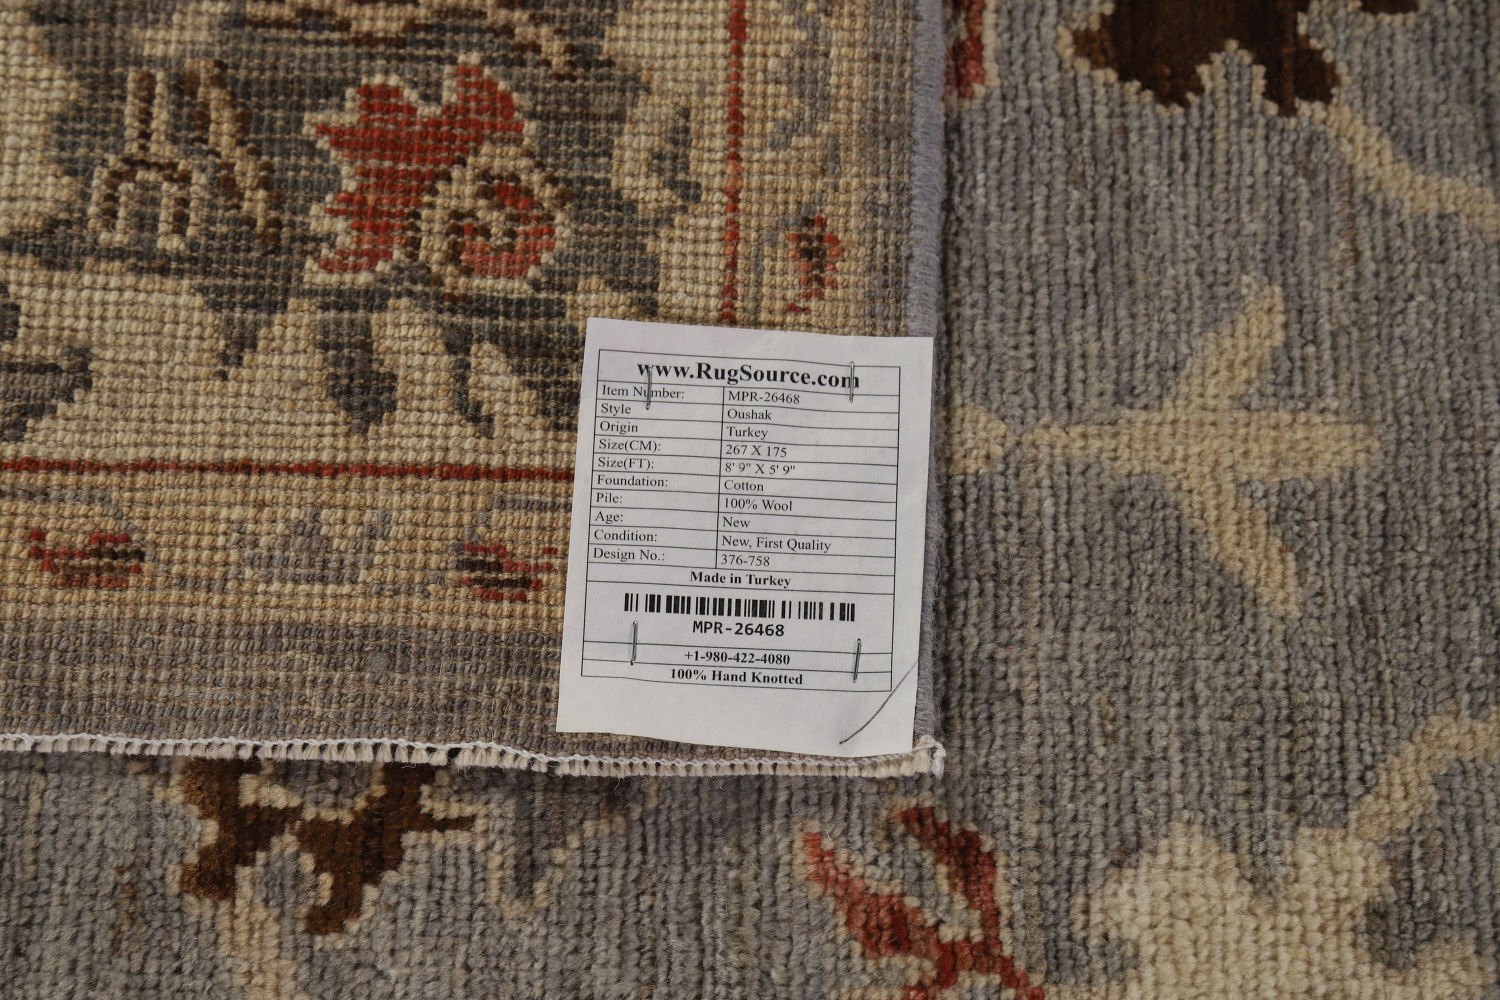 www.RugSource.com
Item Number: MPR-26468
Style Oushak
Origin Turkey
Size(CM): 267 X 175
Size(FT): 8' 9" X 5' 9"
Foundation: Cotton
Pile: 100% Wool
Age: New
Condition: New, First Quality
Design No.: 376-758
Made in Turkey
MPR-26468
+1-980-422-4080
100% Hand Knotted